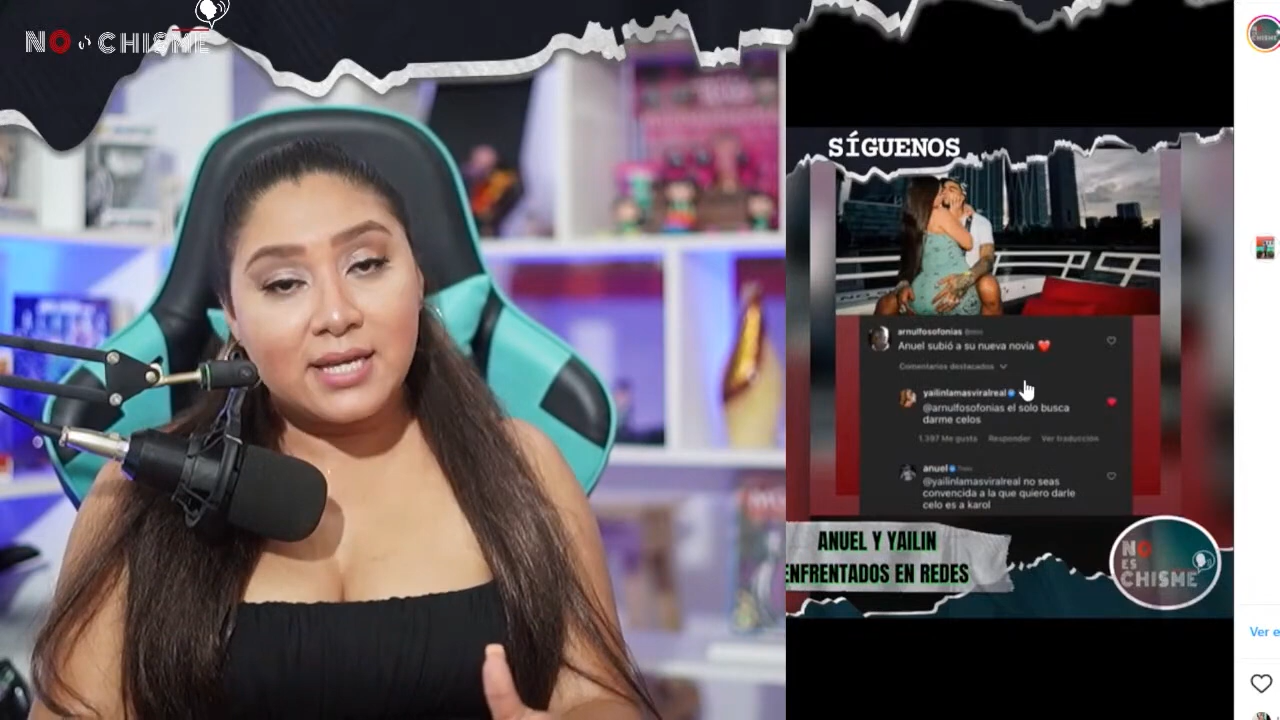 NO es CHISME
SÍGUENOS
arnulfosofonias
Anuel subió a su nueva novia ❤️
Comentarios destacados
yailinlamasviralreal
@arnulfosofonias el solo busca
darme celos
1.397 Me gusta Responder Ver traducción
anuel
@yailinlamasviralreal no seas
convencida a la que quiero darle
celo es a karol
ANUEL Y YAILIN
ENFRENTADOS EN REDES
NO
ES
CHISME
Ver e